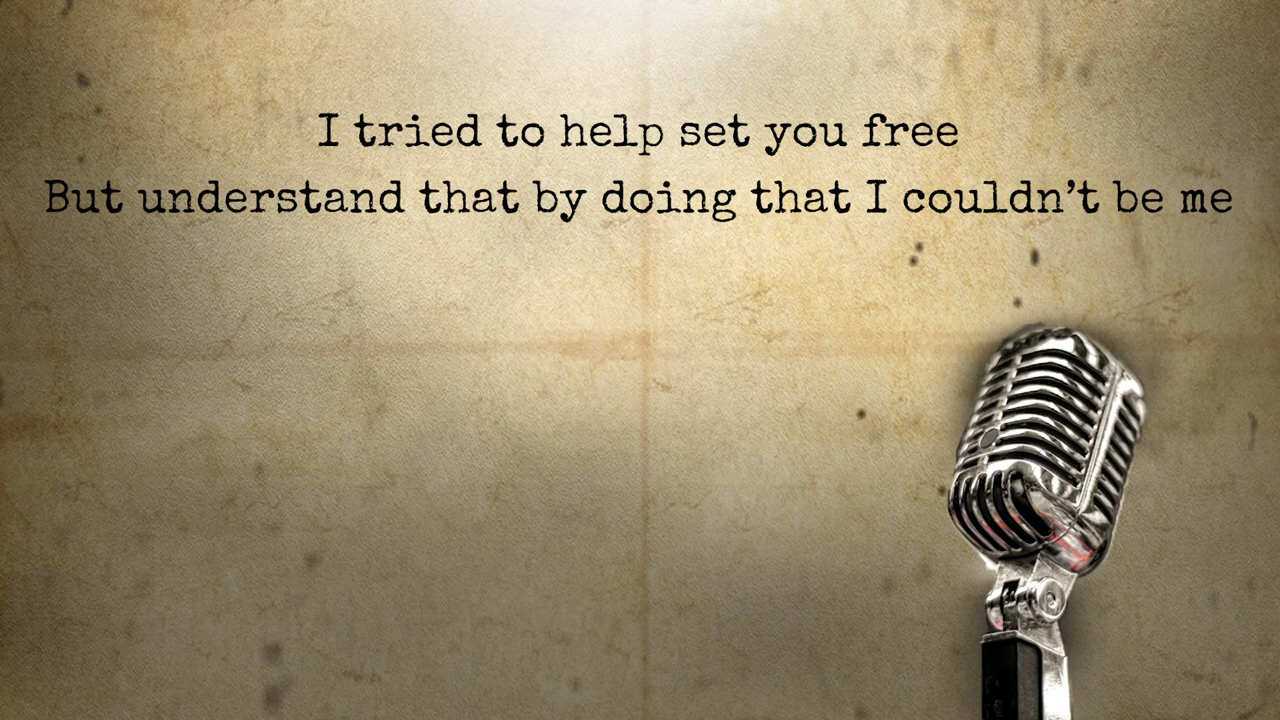 I tried to help set you free
But understand that by doing that I couldn’t be me